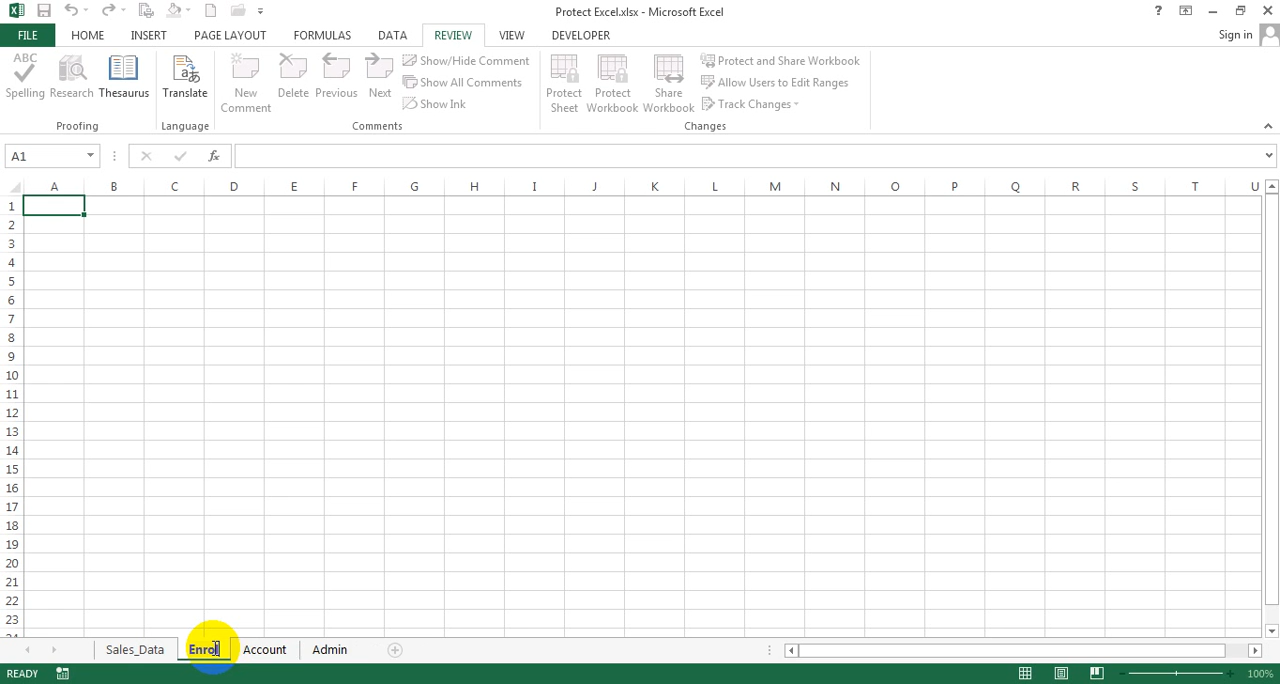 Protect Excel.xlsx - Microsoft Excel
?
FILE HOME INSERT PAGE LAYOUT FORMULAS DATA REVIEW VIEW DEVELOPER Sign in
ABC
Spelling Research Thesaurus
Proofing
Translate
Language
New Comment Delete Previous Next
Show/Hide Comment
Show All Comments
Show Ink
Comments
Protect Sheet Protect Workbook Share Workbook
Protect and Share Workbook
Allow Users to Edit Ranges
Track Changes
Changes
A1 fx
A B C D E F G H I J K L M N O P Q R S T U
1
2
3
4
5
6
7
8
9
10
11
12
13
14
15
16
17
18
19
20
21
22
23
24
Sales_Data Enrol Account Admin
READY 100%